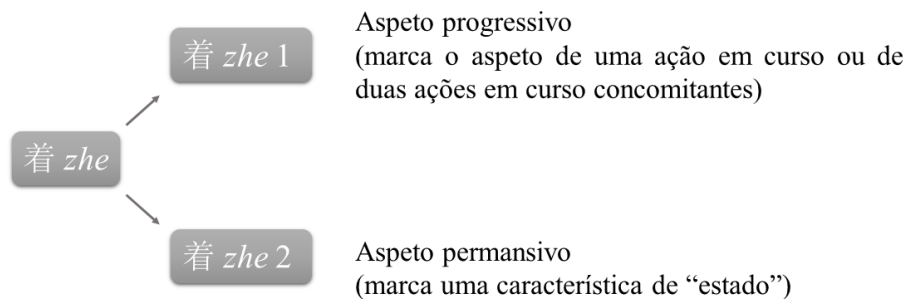 着 zhe 1
Aspeto progressivo
(marca o aspeto de uma ação em curso ou de
duas ações em curso concomitantes)
着 zhe
着 zhe 2
Aspeto permansivo
(marca uma característica de “estado”)